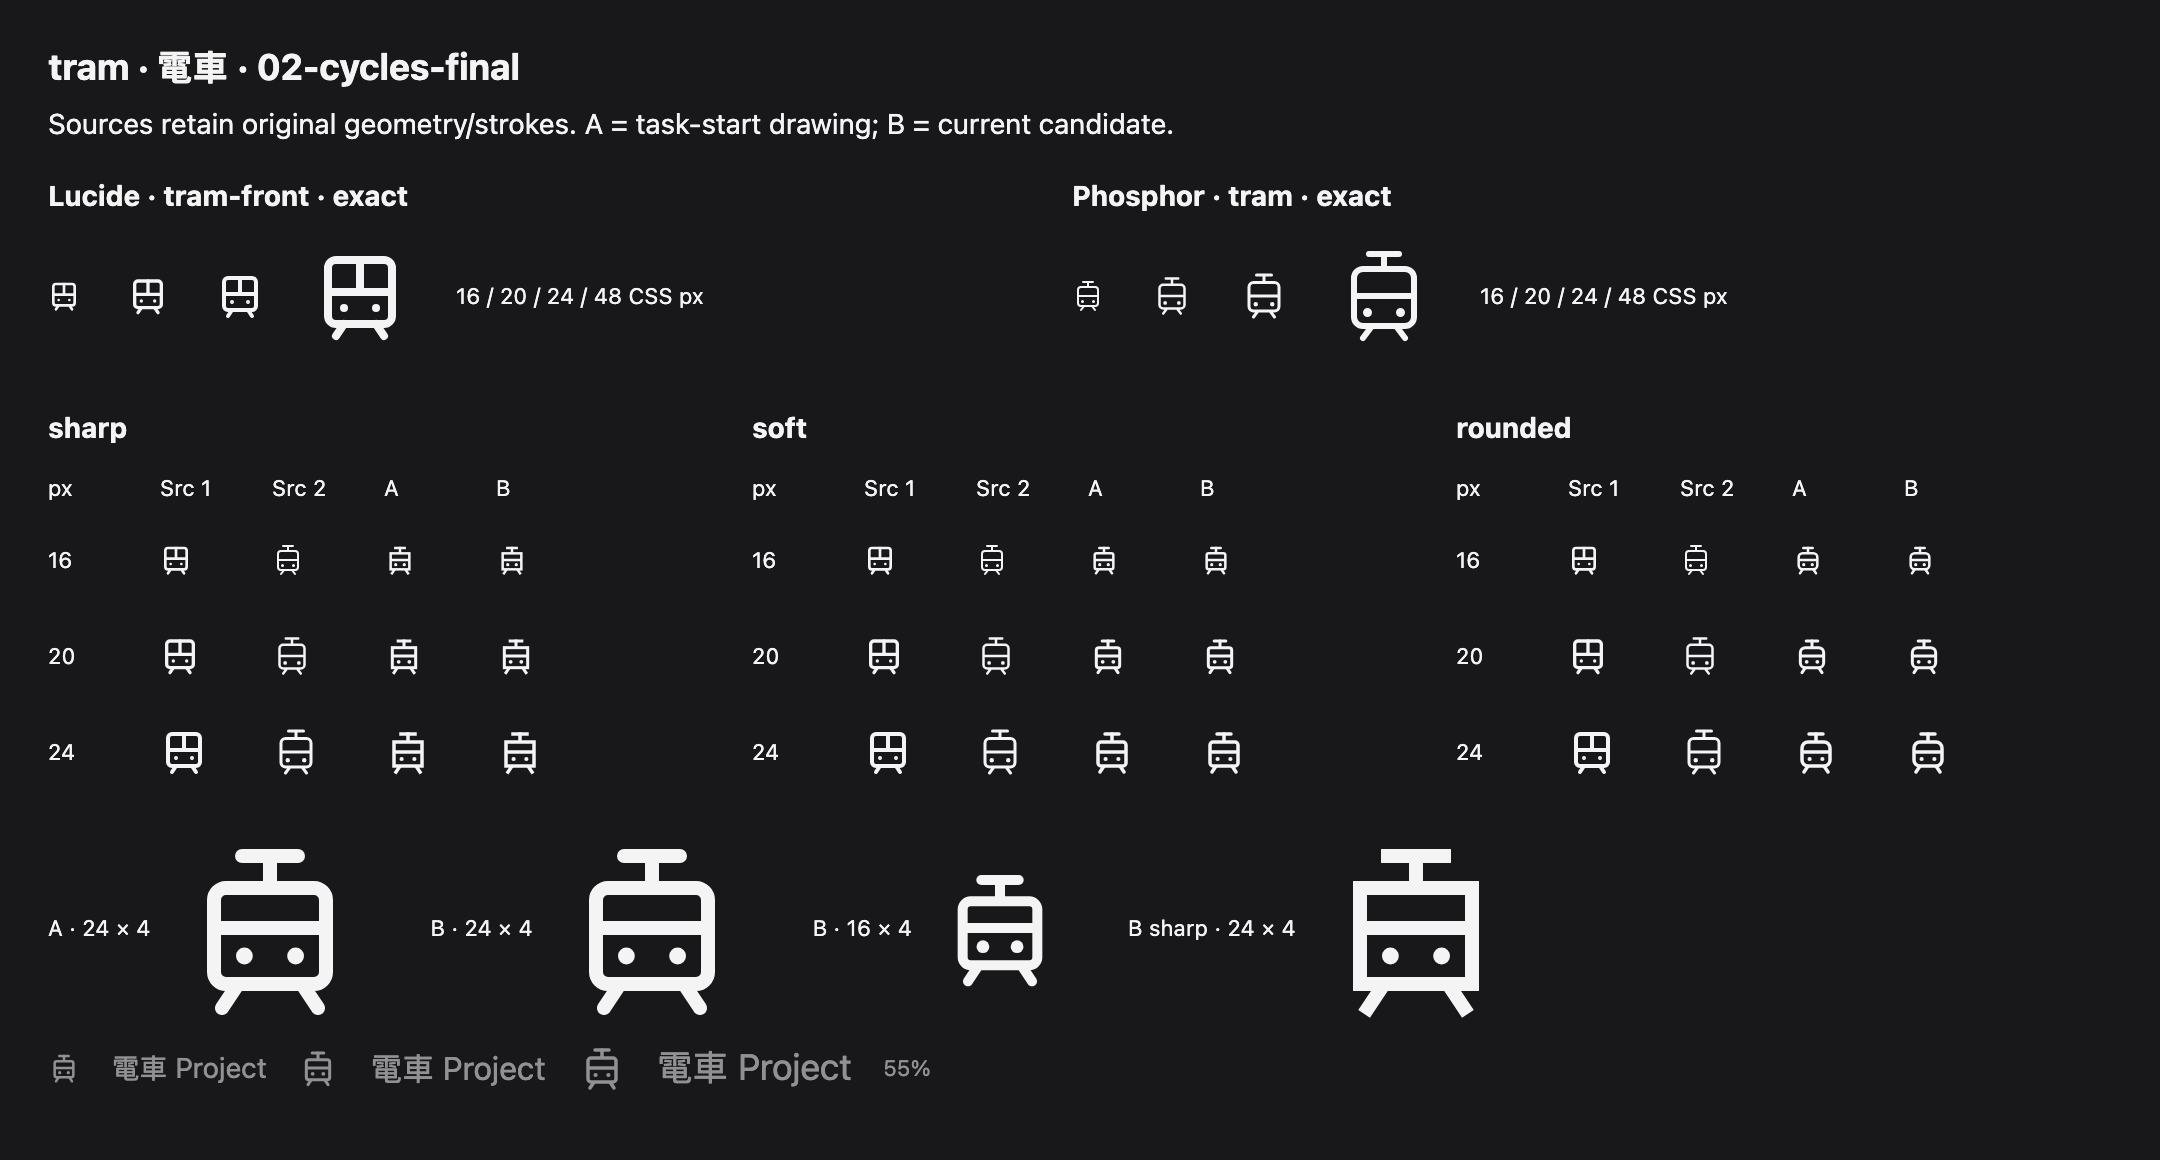 tram · 電車 · 02-cycles-final
Sources retain original geometry/strokes. A = task-start drawing; B = current candidate.
Lucide · tram-front · exact
16 / 20 / 24 / 48 CSS px
Phosphor · tram · exact
16 / 20 / 24 / 48 CSS px
sharp
px Src 1 Src 2 A B
16
20
24
soft
px Src 1 Src 2 A B
16
20
24
rounded
px Src 1 Src 2 A B
16
20
24
A · 24 × 4
B · 24 × 4
B · 16 × 4
B sharp · 24 × 4
電車 Project 電車 Project 電車 Project 55%